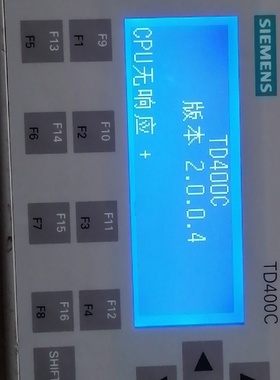 SIEMENS
TD400C
版本 2.0.0.4
CPU无响应 +
TD400C
F9
F1
F10
F2
F11
F3
F12
F4
F13
F5
F14
F6
F15
F7
F16
F8
SHIFT